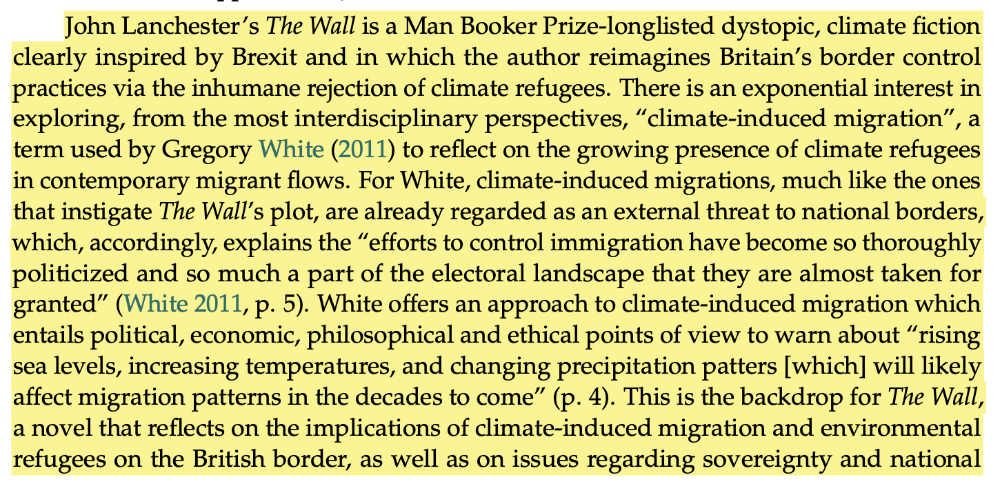 John Lanchester's The Wall is a Man Booker Prize-longlisted dystopic, climate fiction
clearly inspired by Brexit and in which the author reimagines Britain's border control
practices via the inhumane rejection of climate refugees. There is an exponential interest in
exploring, from the most interdisciplinary perspectives, “climate-induced migration”, a
term used by Gregory White (2011) to reflect on the growing presence of climate refugees
in contemporary migrant flows. For White, climate-induced migrations, much like the ones
that instigate The Wall's plot, are already regarded as an external threat to national borders,
which, accordingly, explains the “efforts to control immigration have become so thoroughly
politicized and so much a part of the electoral landscape that they are almost taken for
granted” (White 2011, p. 5). White offers an approach to climate-induced migration which
entails political, economic, philosophical and ethical points of view to warn about “rising
sea levels, increasing temperatures, and changing precipitation patters [which] will likely
affect migration patterns in the decades to come” (p. 4). This is the backdrop for The Wall,
a novel that reflects on the implications of climate-induced migration and environmental
refugees on the British border, as well as on issues regarding sovereignty and national